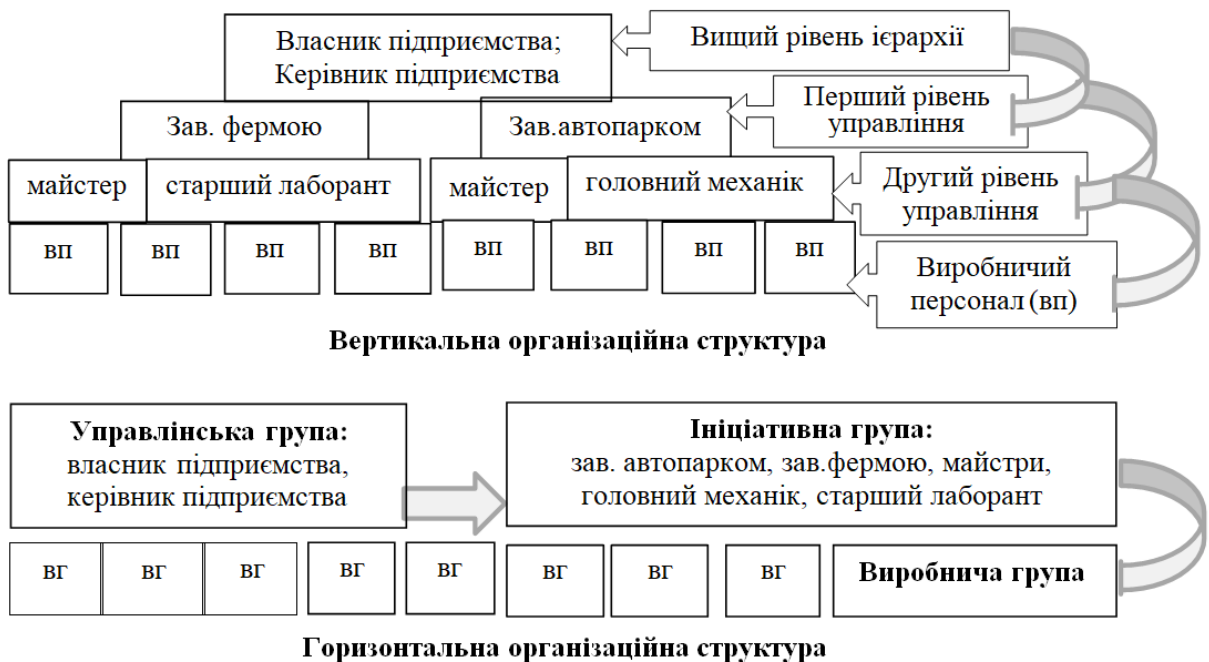 Власник підприємства;
Керівник підприємства
Вищий рівень ієрархії
Зав. фермою
Зав.автопарком
Перший рівень
управління
майстер
старший лаборант
майстер
головний механік
Другий рівень
управління
вп
вп
вп
вп
вп
вп
вп
вп
Виробничий
персонал (вп)
Вертикальна організаційна структура
Управлінська група:
власник підприємства,
керівник підприємства
Ініціативна група:
зав. автопарком, зав.фермою, майстри,
головний механік, старший лаборант
вг
вг
вг
вг
вг
вг
вг
вг
Виробнича група
Горизонтальна організаційна структура